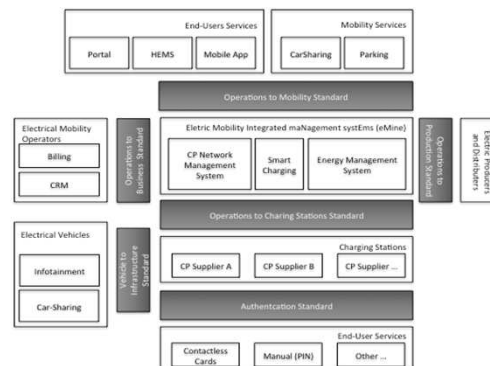 End-Users Services
Mobility Services
Portal
HEMS
Mobile App
CarSharing
Parking
Operations to Mobility Standard
Electrical Mobility
Operators
Billing
CRM
Operations to
Business Standard
Eletric Mobility Integrated maNagement systEms (eMine)
CP Network
Management
System
Smart
Charging
Energy Management
System
Operations to
Production Standard
Electric Producers
and Distributers
Operations to Charing Stations Standard
Electrical Vehicles
Infotainment
Car-Sharing
Vehicle to
Infrastructure
Standard
Charging Stations
CP Supplier A
CP Supplier B
CP Supplier ...
Authentcation Standard
End-User Services
Contactless
Cards
Manual (PIN)
Other ...